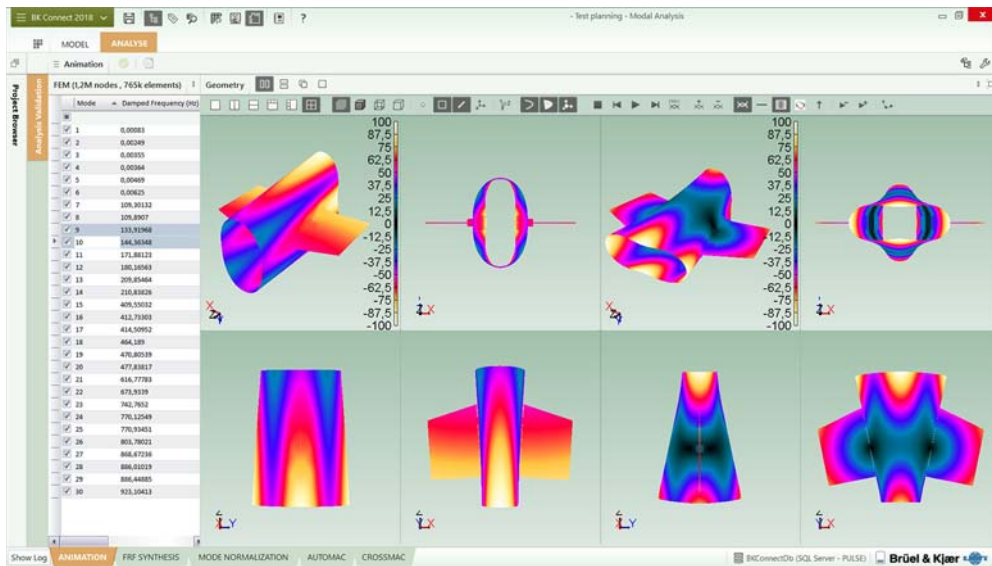 BK Connect 2018
?
- Test planning - Modal Analysis
MODEL
ANALYSE
Animation
Project Browser
Analysis Validation
FEM (1,2M nodes , 765k elements)
Geometry
Mode Damped Frequency (Hz)
1 0,00083
2 0,00249
3 0,00355
4 0,00364
5 0,00469
6 0,00625
7 109,30132
8 109,8907
9 133,91968
10 144,36348
11 171,88123
12 180,16563
13 209,85464
14 210,83826
15 409,55032
16 412,73303
17 414,50952
18 464,189
19 470,80539
20 477,83817
21 616,77783
22 673,9339
23 742,7652
24 770,12549
25 770,93451
26 803,78021
27 868,67236
28 886,01019
29 886,44885
30 923,10413
100
87,5
75
62,5
50
37,5
25
12,5
0
-12,5
-25
-37,5
-50
-62,5
-75
-87,5
-100
100
87,5
75
62,5
50
37,5
25
12,5
0
-12,5
-25
-37,5
-50
-62,5
-75
-87,5
-100
X
Z
Y
Z
X
X
Z
Y
Z
X
Z
X
Y
Z
Y
X
Z
X
Y
Z
Y
X
Show Log
ANIMATION
FRF SYNTHESIS
MODE NORMALIZATION
AUTOMAC
CROSSMAC
BKConnectDb (SQL Server - PULSE)
Brüel & Kjær